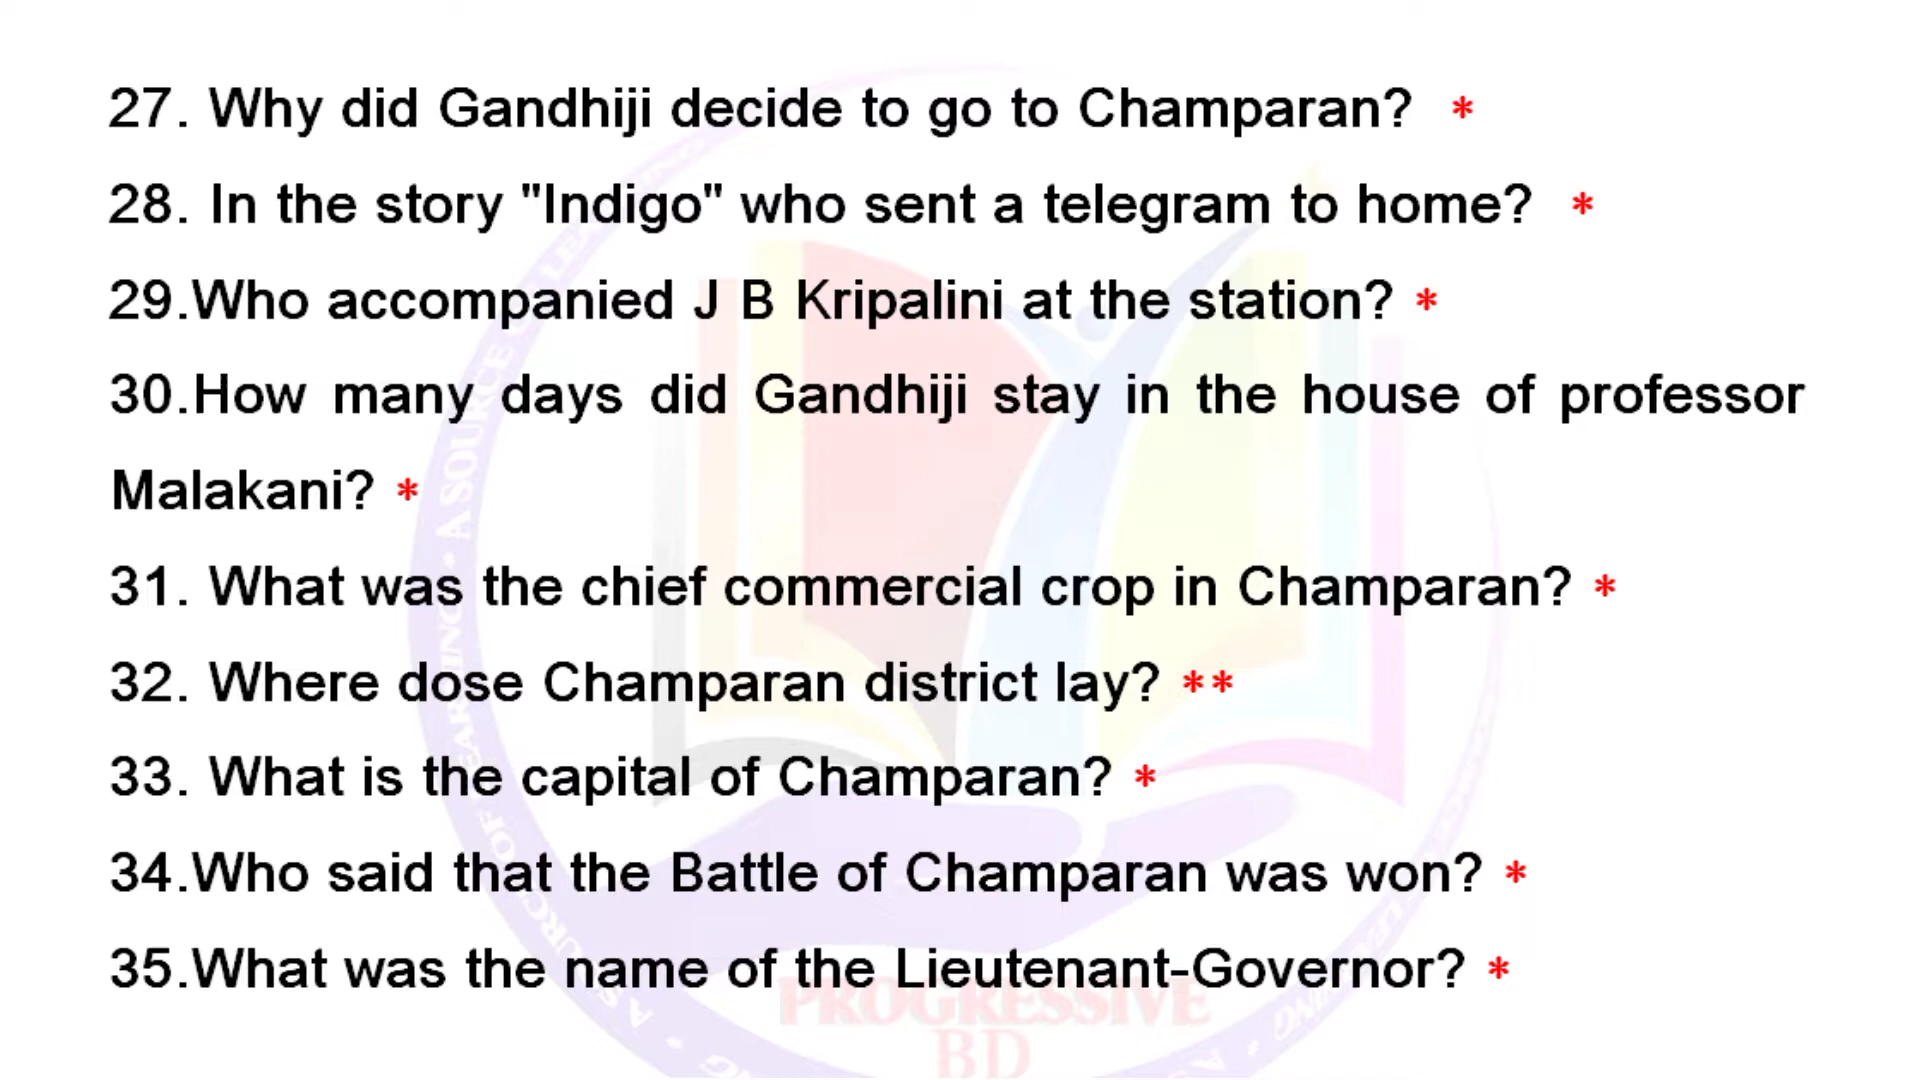 27. Why did Gandhiji decide to go to Champaran? *
28. In the story "Indigo" who sent a telegram to home? *
29.Who accompanied J B Kripalini at the station? *
30.How many days did Gandhiji stay in the house of professor
Malakani? *
31. What was the chief commercial crop in Champaran? *
32. Where dose Champaran district lay? **
33. What is the capital of Champaran? *
34.Who said that the Battle of Champaran was won? *
35.What was the name of the Lieutenant-Governor? *
PROGRESSIVE
BD